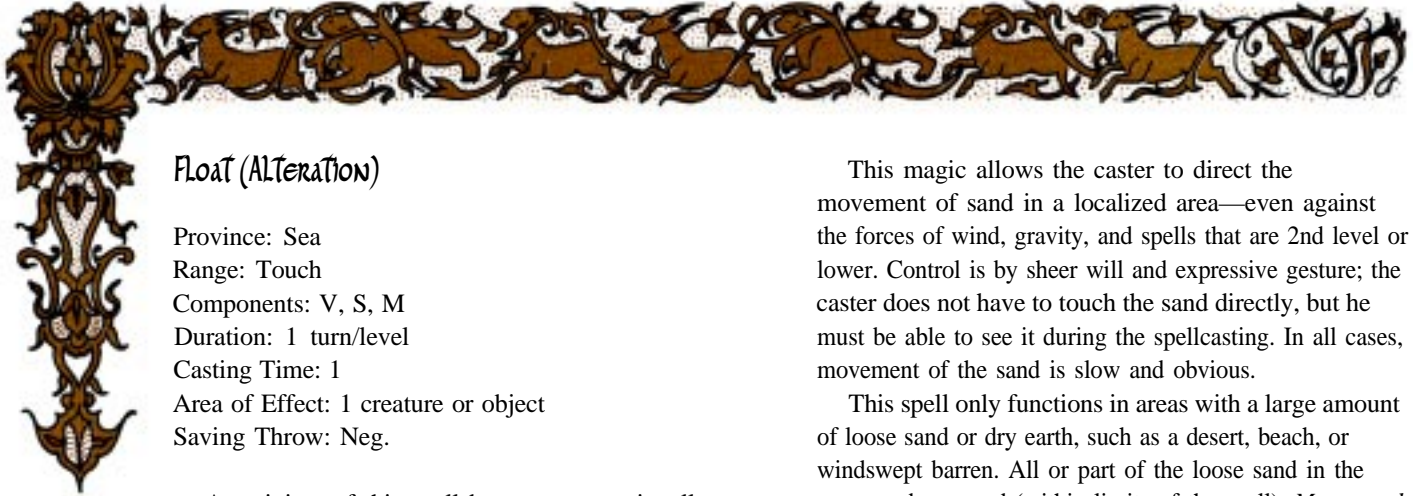 Float (Alteration)
Province: Sea
Range: Touch
Components: V, S, M
Duration: 1 turn/level
Casting Time: 1
Area of Effect: 1 creature or object
Saving Throw: Neg.
This magic allows the caster to direct the
movement of sand in a localized area—even against
the forces of wind, gravity, and spells that are 2nd level or
lower. Control is by sheer will and expressive gesture; the
caster does not have to touch the sand directly, but he
must be able to see it during the spellcasting. In all cases,
movement of the sand is slow and obvious.
This spell only functions in areas with a large amount
of loose sand or dry earth, such as a desert, beach, or
windswept barren. All or part of the loose sand in the